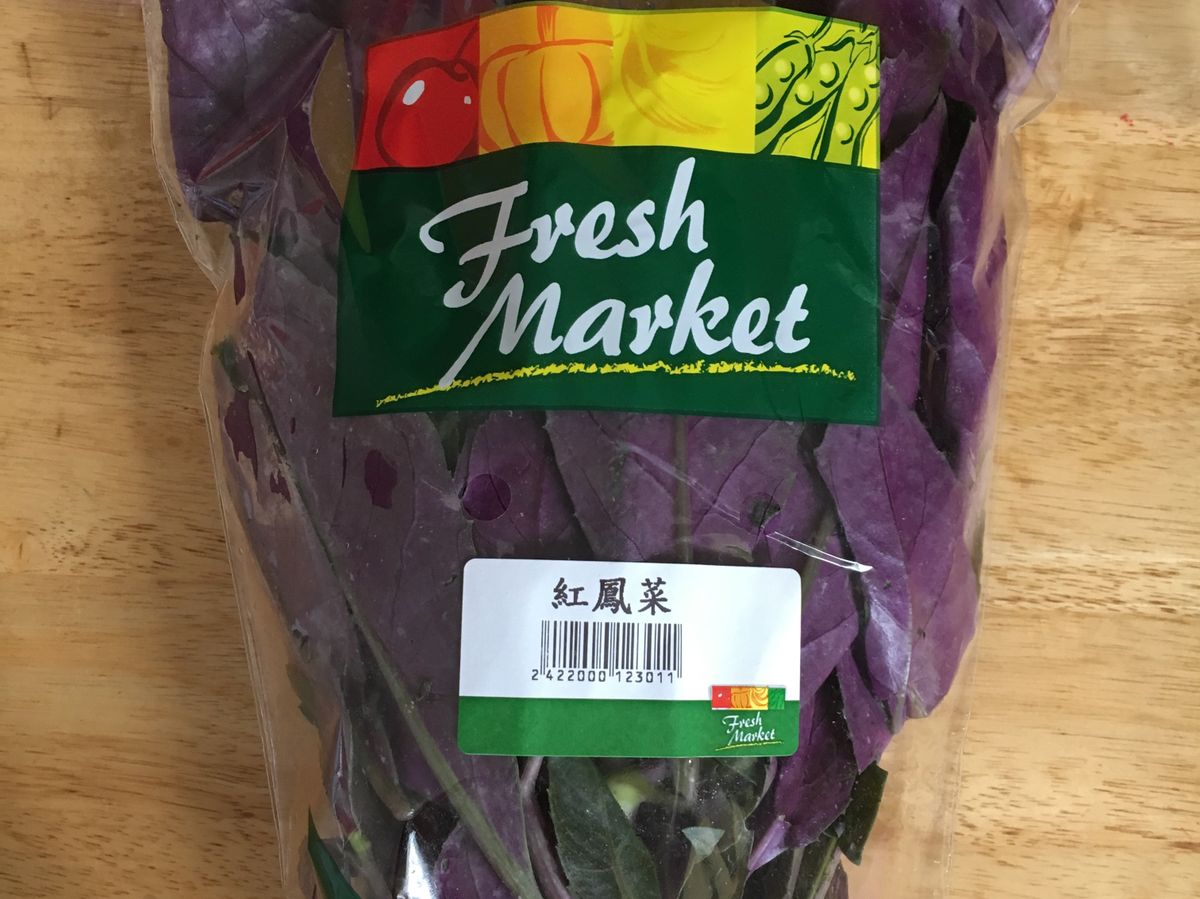 Fresh
Market
紅鳳菜
2 422000 123011
Fresh
Market